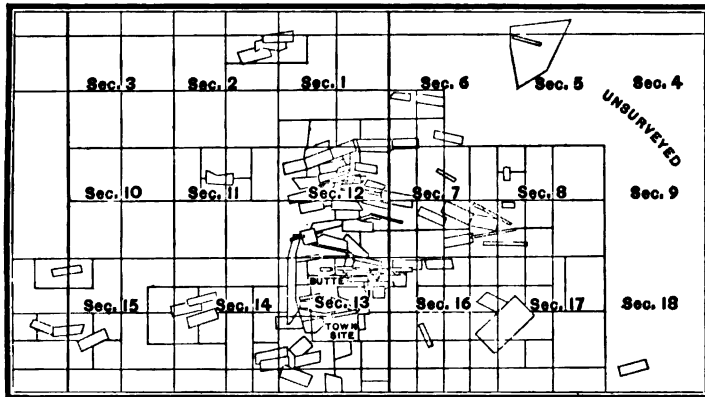 Sec. 3 Sec. 2 Sec. 1 Sec. 6 Sec. 5 Sec. 4
UNSURVEYED
Sec. 10 Sec. 11 Sec. 12 Sec. 7 Sec. 8 Sec. 9
BUTTE
Sec. 15 Sec. 14 Sec. 13 Sec. 16 Sec. 17 Sec. 18
TOWN
SITE